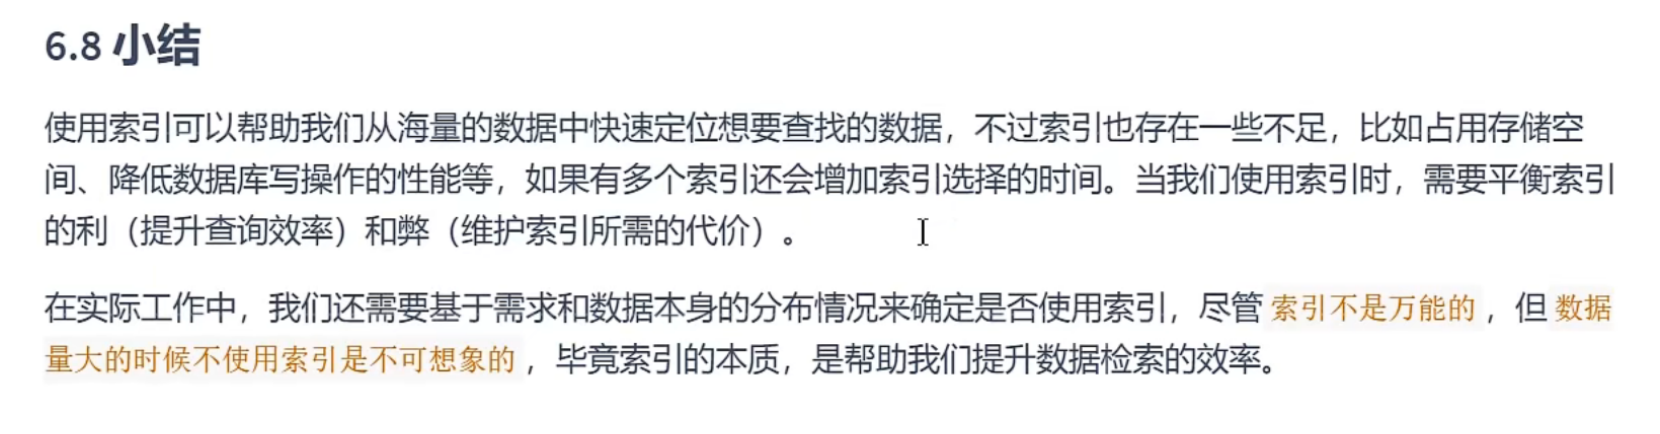 6.8 小结
使用索引可以帮助我们从海量的数据中快速定位想要查找的数据，不过索引也存在一些不足，比如占用存储空
间、降低数据库写操作的性能等，如果有多个索引还会增加索引选择的时间。当我们使用索引时，需要平衡索引
的利（提升查询效率）和弊（维护索引所需的代价）。
在实际工作中，我们还需要基于需求和数据本身的分布情况来确定是否使用索引，尽管 索引不是万能的 ，但 数据
量大的时候不使用索引是不可想象的 ，毕竟索引的本质，是帮助我们提升数据检索的效率。